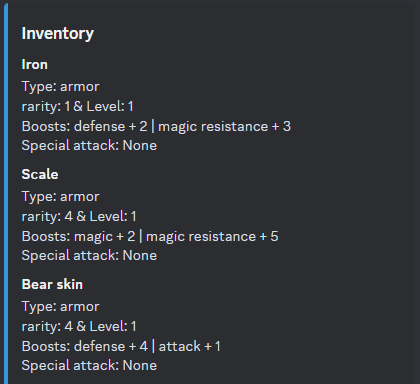 Inventory
Iron
Type: armor
rarity: 1 & Level: 1
Boosts: defense + 2 | magic resistance + 3
Special attack: None
Scale
Type: armor
rarity: 4 & Level: 1
Boosts: magic + 2 | magic resistance + 5
Special attack: None
Bear skin
Type: armor
rarity: 4 & Level: 1
Boosts: defense + 4 | attack + 1
Special attack: None